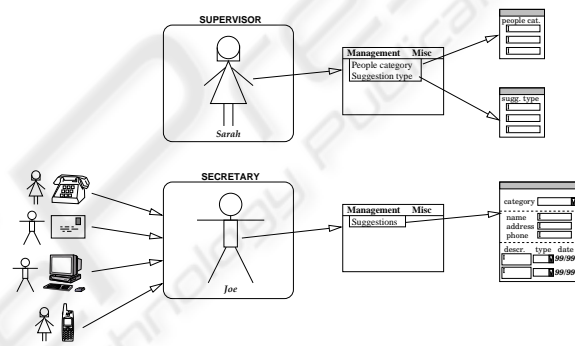 SUPERVISOR
Sarah
Management Misc
People category
Suggestion type
people cat.
sugg. type
SECRETARY
Joe
Management Misc
Suggestions
category
name
address
phone
descr. type date
99/99
99/99